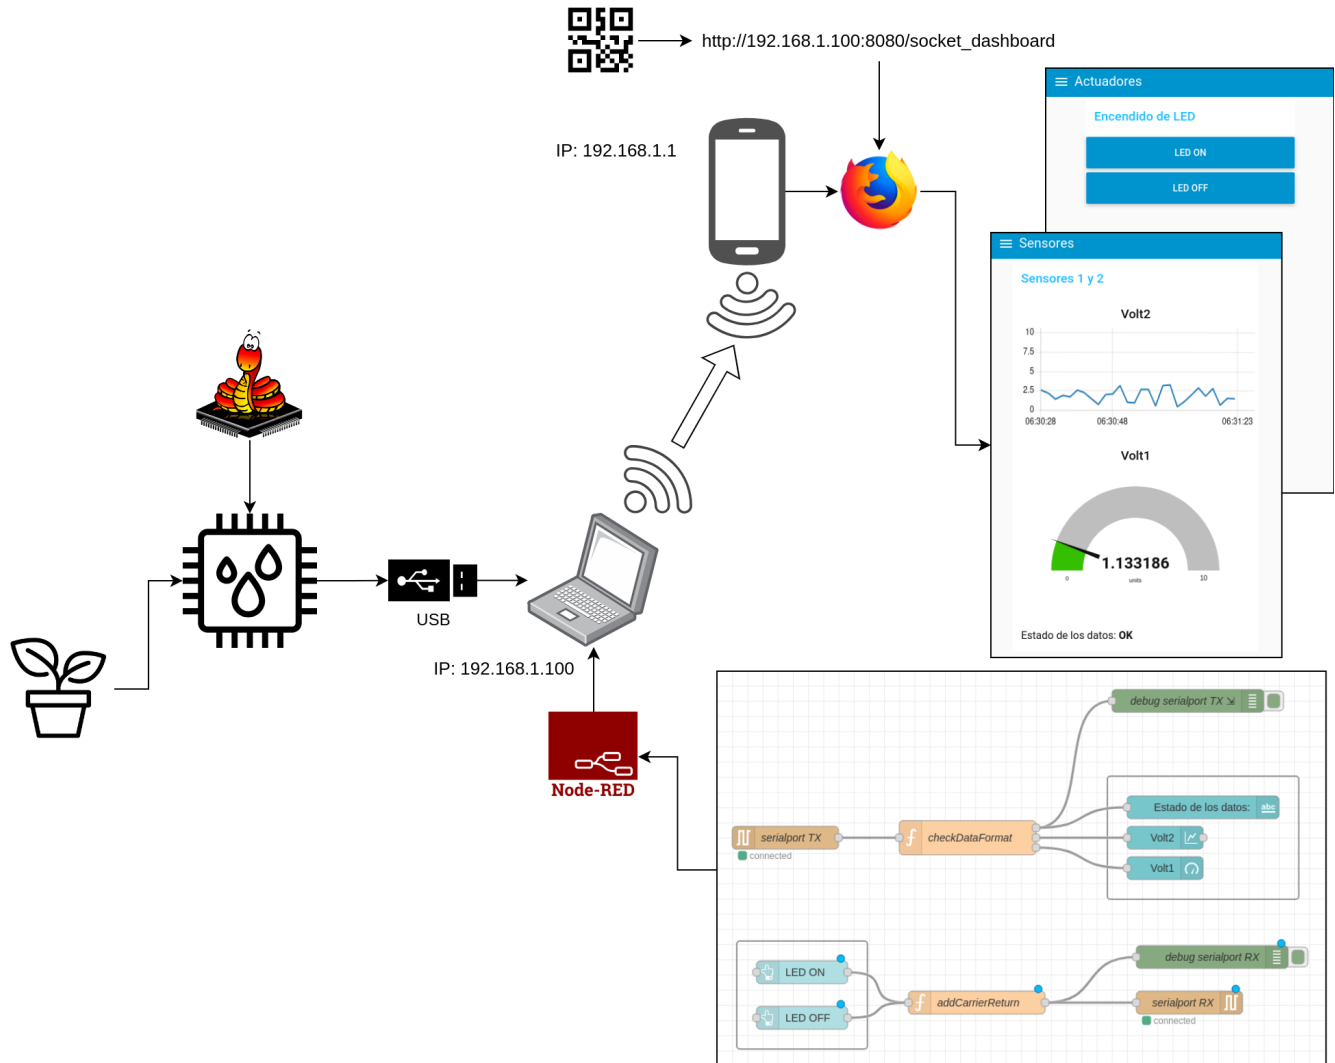 http://192.168.1.100:8080/socket_dashboard
Actuadores
Encendido de LED
LED ON
LED OFF
IP: 192.168.1.1
Sensores
Sensores 1 y 2
Volt2
10
7.5
5
2.5
0
06:30:28 06:30:48 06:31:23
Volt1
1.133186
0 units 10
Estado de los datos: OK
USB
IP: 192.168.1.100
Node-RED
debug serialport TX
Estado de los datos: abc
serialport TX
connected
checkDataFormat
Volt2
Volt1
LED ON
LED OFF
addCarrierReturn
debug serialport RX
serialport RX
connected